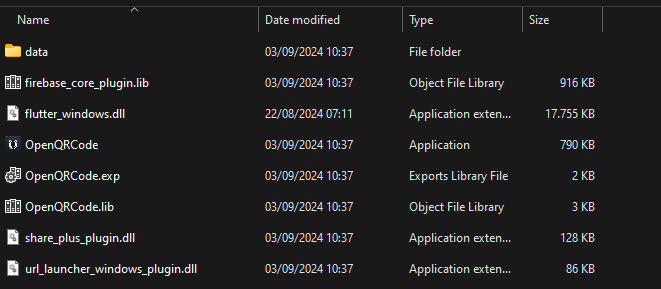 Name Date modified Type Size
data 03/09/2024 10:37 File folder
firebase_core_plugin.lib 03/09/2024 10:37 Object File Library 916 KB
flutter_windows.dll 22/08/2024 07:11 Application exten... 17.755 KB
OpenQRCode 03/09/2024 10:37 Application 790 KB
OpenQRCode.exp 03/09/2024 10:37 Exports Library File 2 KB
OpenQRCode.lib 03/09/2024 10:37 Object File Library 3 KB
share_plus_plugin.dll 03/09/2024 10:37 Application exten... 128 KB
url_launcher_windows_plugin.dll 03/09/2024 10:37 Application exten... 86 KB